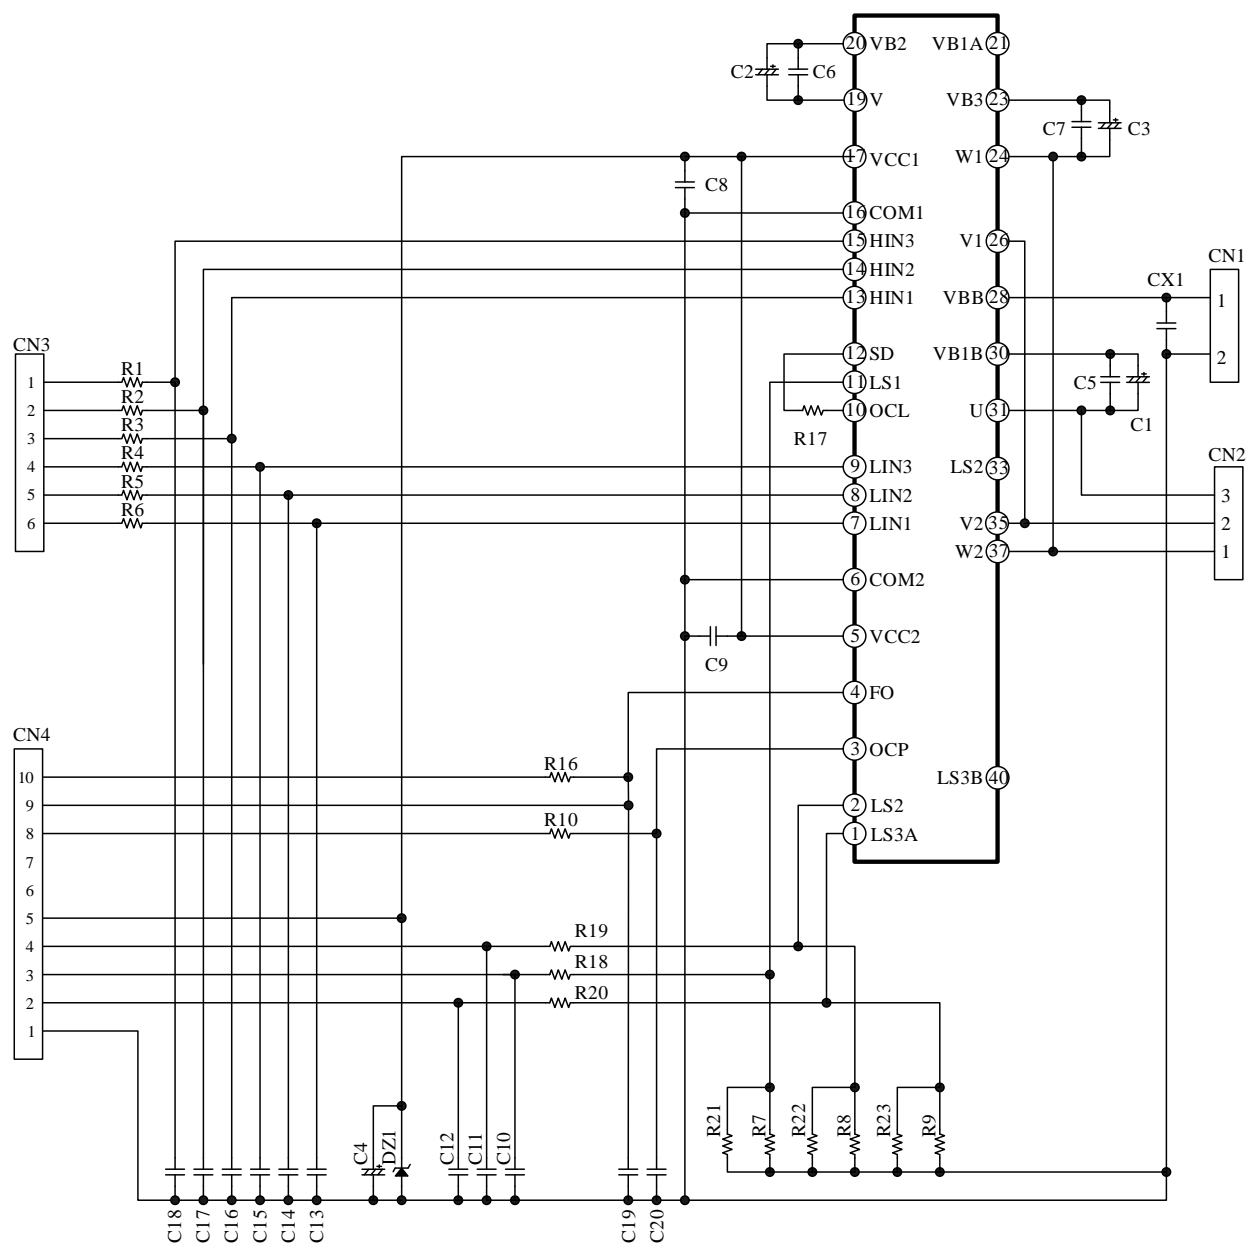 20 VB2 VB1A 21
C2 C6
19 V VB3 23
C7 C3
17 VCC1 W1 24
C8
16 COM1
15 HIN3 V1 26
CN1
14 HIN2
CX1
13 HIN1 VBB 28 1
CN3
12 SD VB1B 30 2
1 R1 11 LS1 C5
2 R2 10 OCL U 31
R17 C1
3 R3
4 R4 9 LIN3 LS2 33 CN2
5 R5 8 LIN2 3
6 R6 7 LIN1 V2 35 2
W2 37 1
6 COM2
5 VCC2
C9
4 FO
CN4
3 OCP
10 R16 LS3B 40
9 2 LS2
8 R10 1 LS3A
7
6
5
4 R19
3 R18
2 R20
1
R21 R7 R22 R8 R23 R9
C4 DZ1 C12 C11 C10
C18 C17 C16 C15 C14 C13 C19 C20